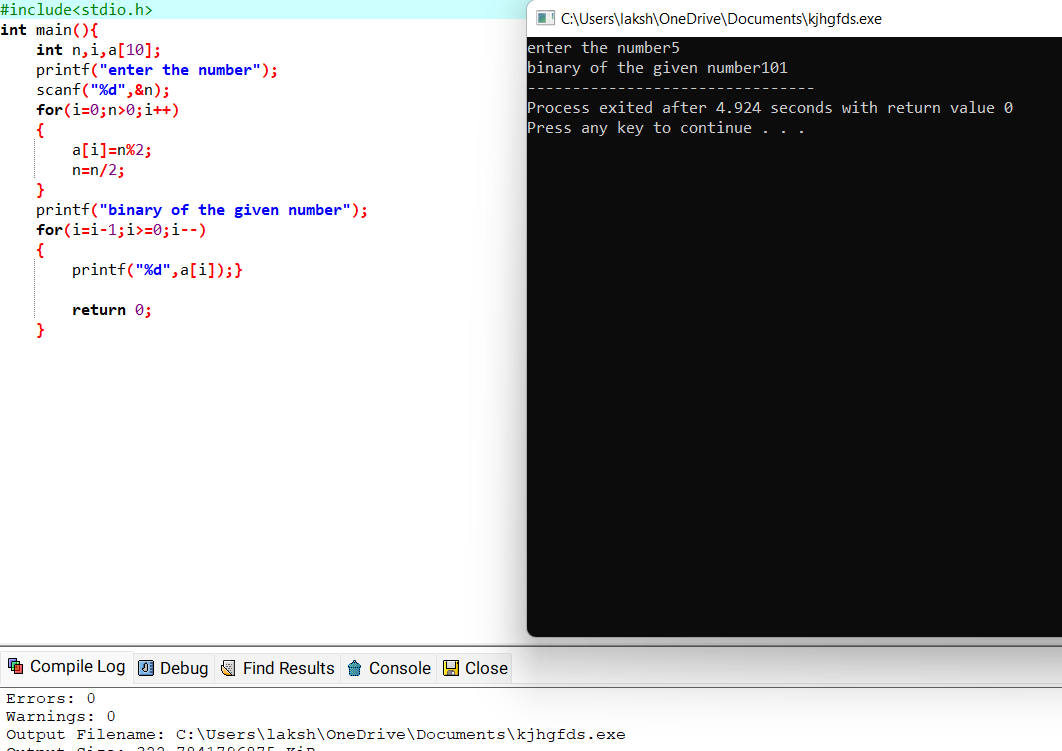 #include<stdio.h>
int main(){
int n,i,a[10];
printf("enter the number");
scanf("%d",&n);
for(i=0;n>0;i++)
{
a[i]=n%2;
n=n/2;
}
printf("binary of the given number");
for(i=i-1;i>=0;i--)
{
printf("%d",a[i]);}
return 0;
}
C:\Users\laksh\OneDrive\Documents\kjhgfds.exe
enter the number5
binary of the given number101
--------------------------------
Process exited after 4.924 seconds with return value 0
Press any key to continue . . .
Compile Log Debug Find Results Console Close
Errors: 0
Warnings: 0
Output Filename: C:\Users\laksh\OneDrive\Documents\kjhgfds.exe
Output Size: 322.7841796875 KiB